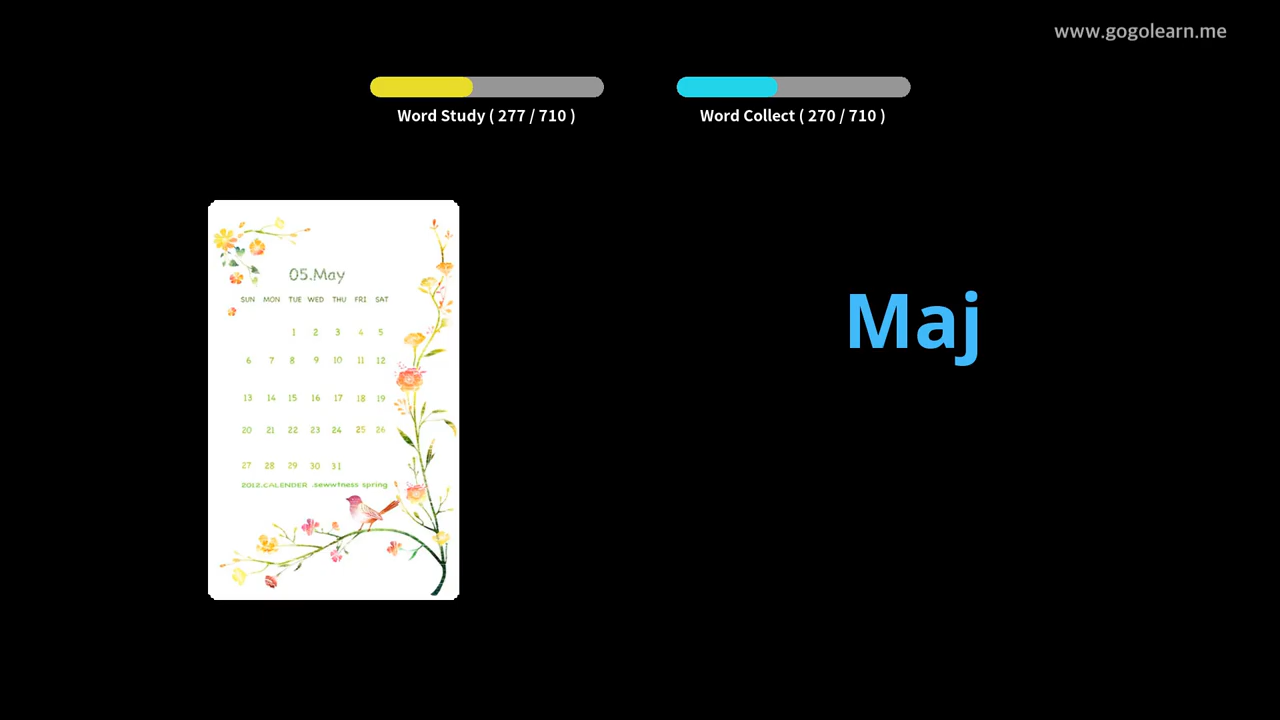 www.gogolearn.me
Word Study ( 277 / 710 )
Word Collect ( 270 / 710 )
05.May
SUN MON TUE WED THU FRI SAT
1 2 3 4 5
6 7 8 9 10 11 12
13 14 15 16 17 18 19
20 21 22 23 24 25 26
27 28 29 30 31
2012.CALENDER .sewwtness spring
Maj